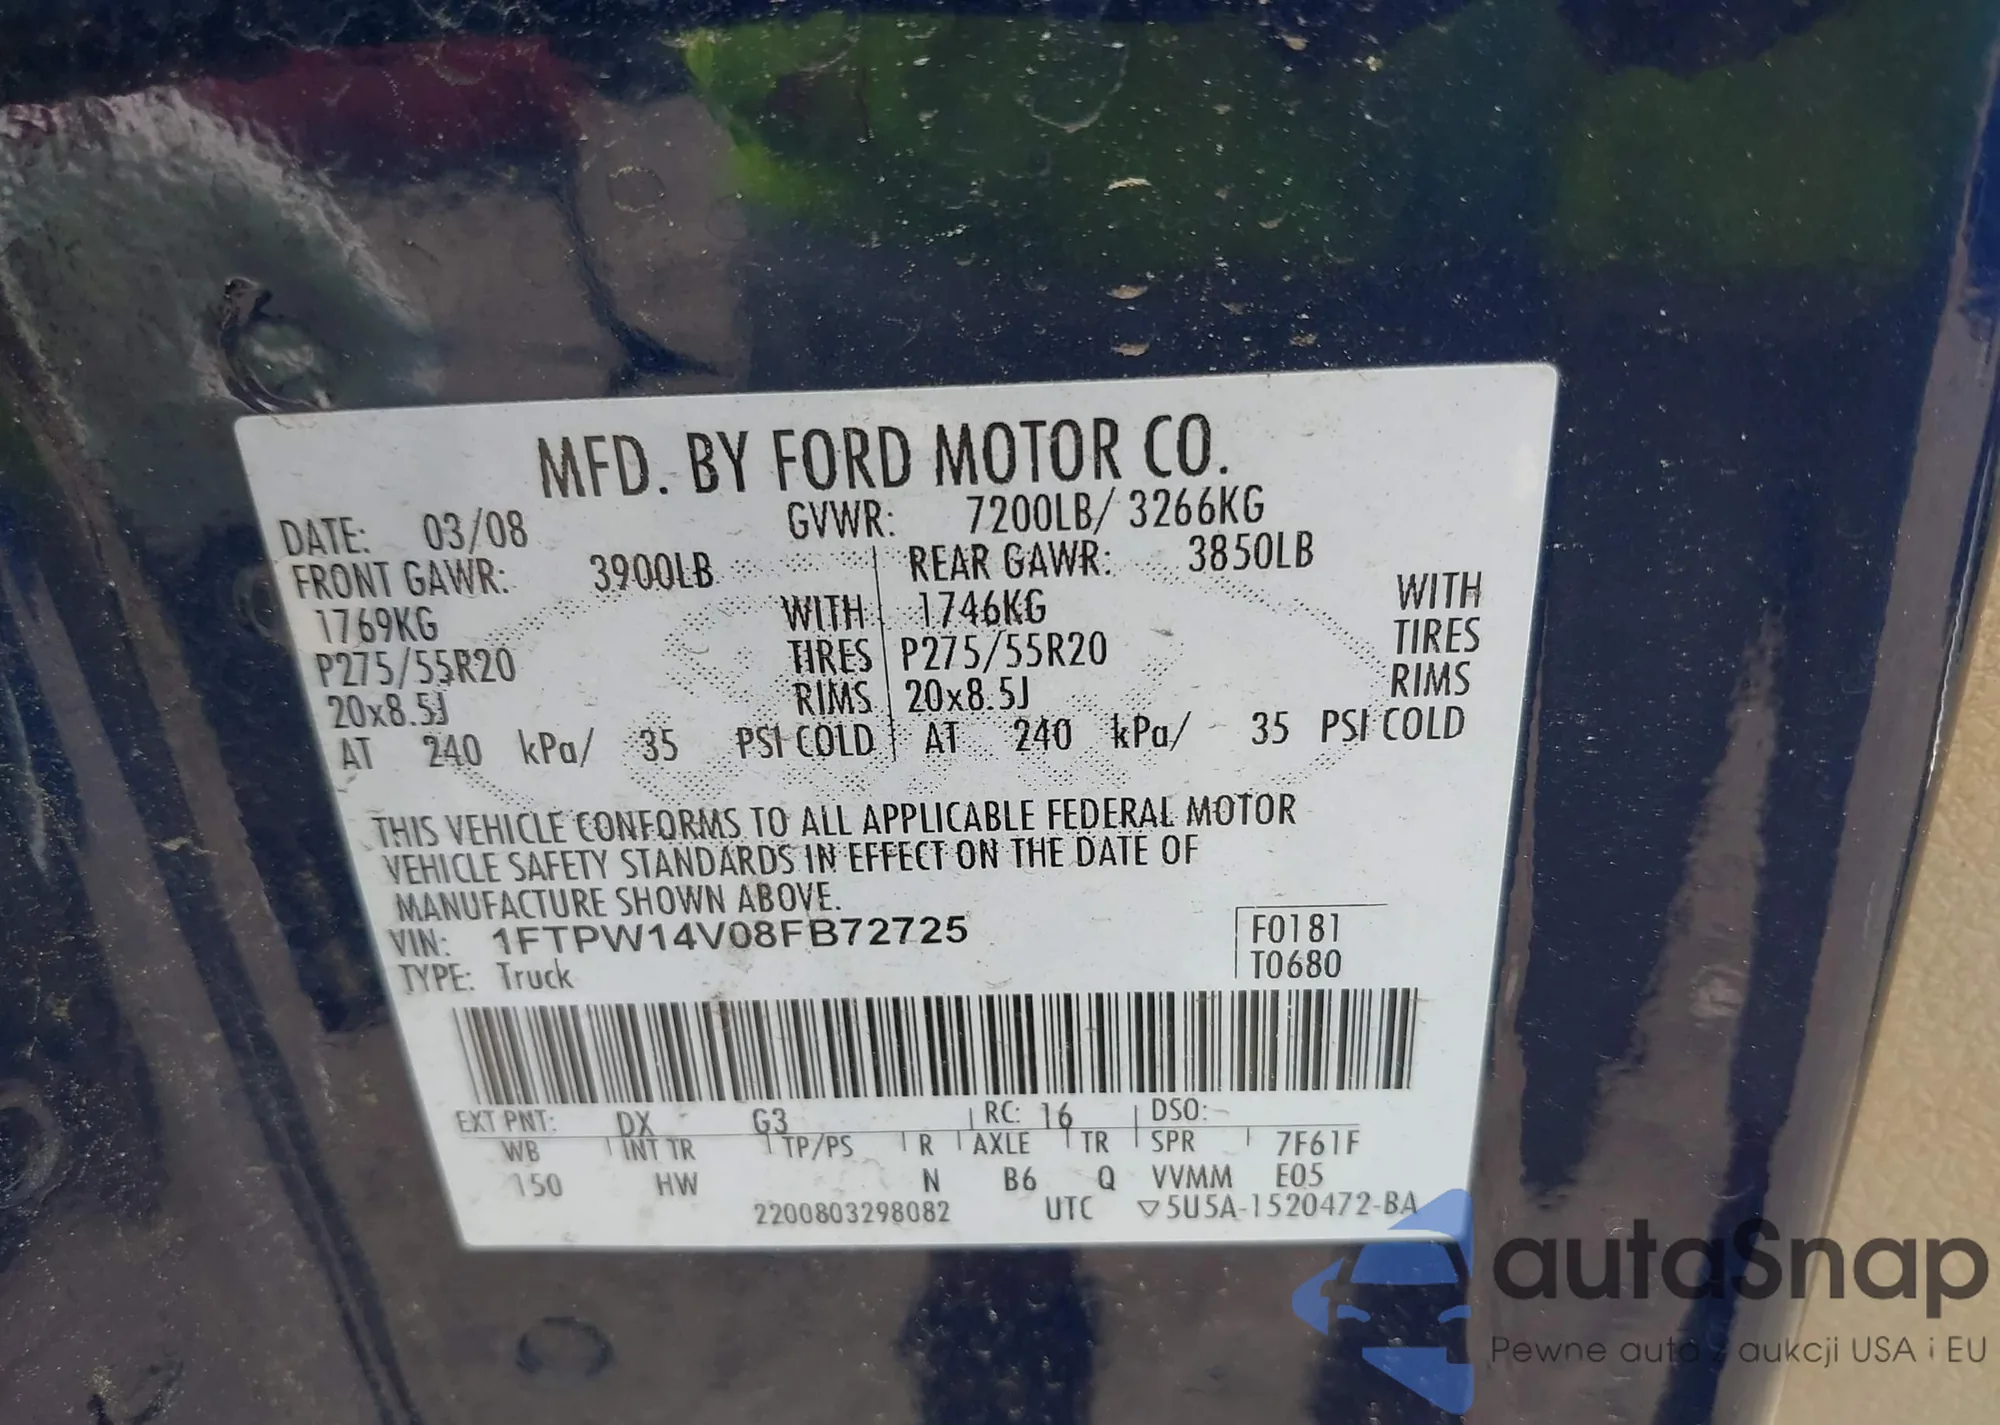 MFD. BY FORD MOTOR CO.
DATE: 03/08 GVWR: 7200LB/ 3266KG
FRONT GAWR: 3900LB REAR GAWR: 3850LB
1769KG WITH 1746KG WITH
P275/55R20 TIRES P275/55R20 TIRES
20x8.5J RIMS 20x8.5J RIMS
AT 240 kPa/ 35 PSI COLD AT 240 kPa/ 35 PSI COLD
THIS VEHICLE CONFORMS TO ALL APPLICABLE FEDERAL MOTOR
VEHICLE SAFETY STANDARDS IN EFFECT ON THE DATE OF
MANUFACTURE SHOWN ABOVE.
VIN: 1FTPW14V08FB72725 F0181
TYPE: Truck T0680
EXT PNT: DX G3 RC: 16 DSO:
WB INT TR TP/PS R AXLE TR SPR 7F61F
150 HW N B6 Q VVMM E05
2200803298082 UTC ▽5U5A-1520472-BA
autaSnap
Pewne auta z aukcji USA i EU